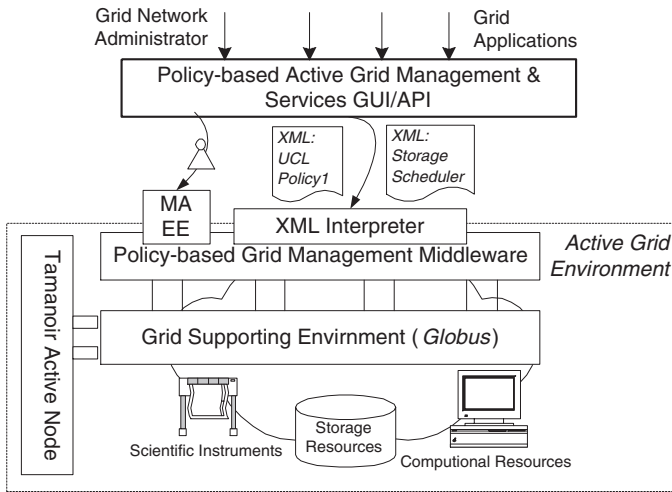 Grid Network
Administrator
Grid
Applications
Policy-based Active Grid Management &
Services GUI/API
XML:
UCL
Policy1
XML:
Storage
Scheduler
MA
EE
XML Interpreter
Policy-based Grid Management Middleware
Active Grid
Environment
Tamanoir Active Node
Grid Supporting Envirnment ( Globus)
Scientific Instruments
Storage
Resources
Computional Resources